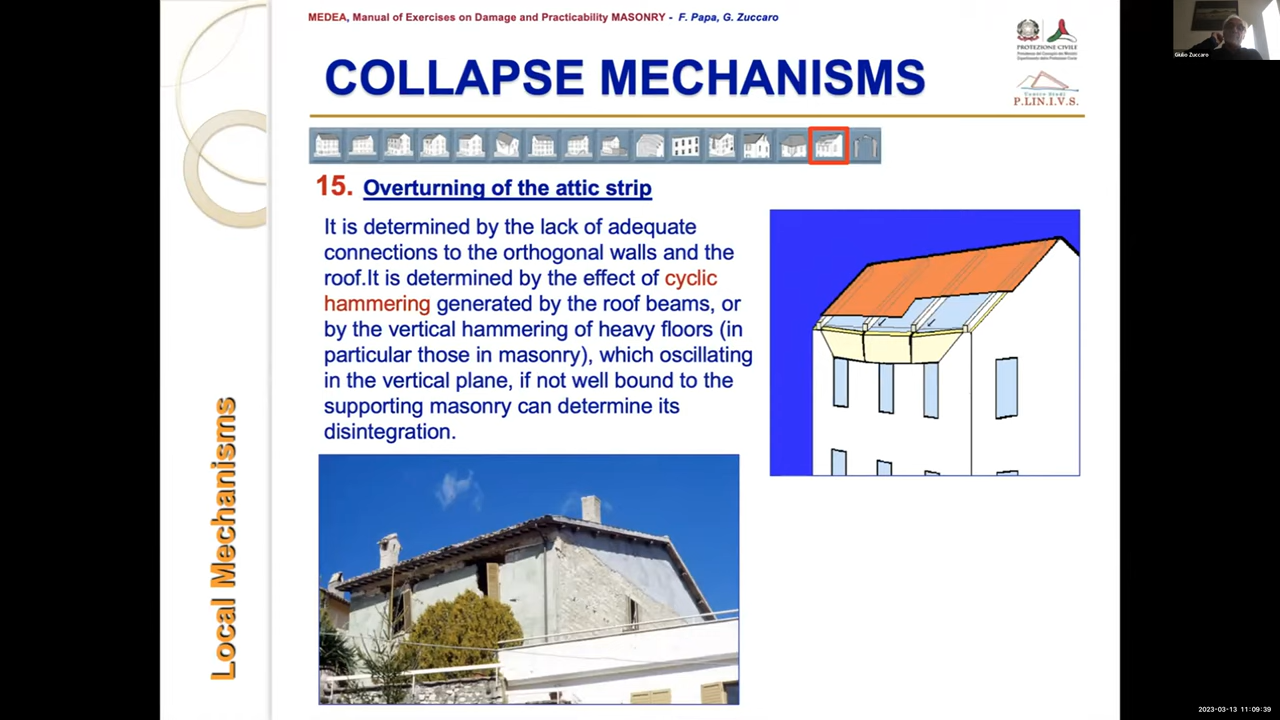 MEDEA, Manual of Exercises on Damage and Practicability MASONRY - F. Papa, G. Zuccaro
PROTEZIONE CIVILE
COLLAPSE MECHANISMS
Centro Studi
P.LIN.I.V.S.
Giulio Zuccaro
15. Overturning of the attic strip
It is determined by the lack of adequate
connections to the orthogonal walls and the
roof.It is determined by the effect of cyclic
hammering generated by the roof beams, or
by the vertical hammering of heavy floors (in
particular those in masonry), which oscillating
in the vertical plane, if not well bound to the
supporting masonry can determine its
disintegration.
Local Mechanisms
2023-03-13 11:09:39